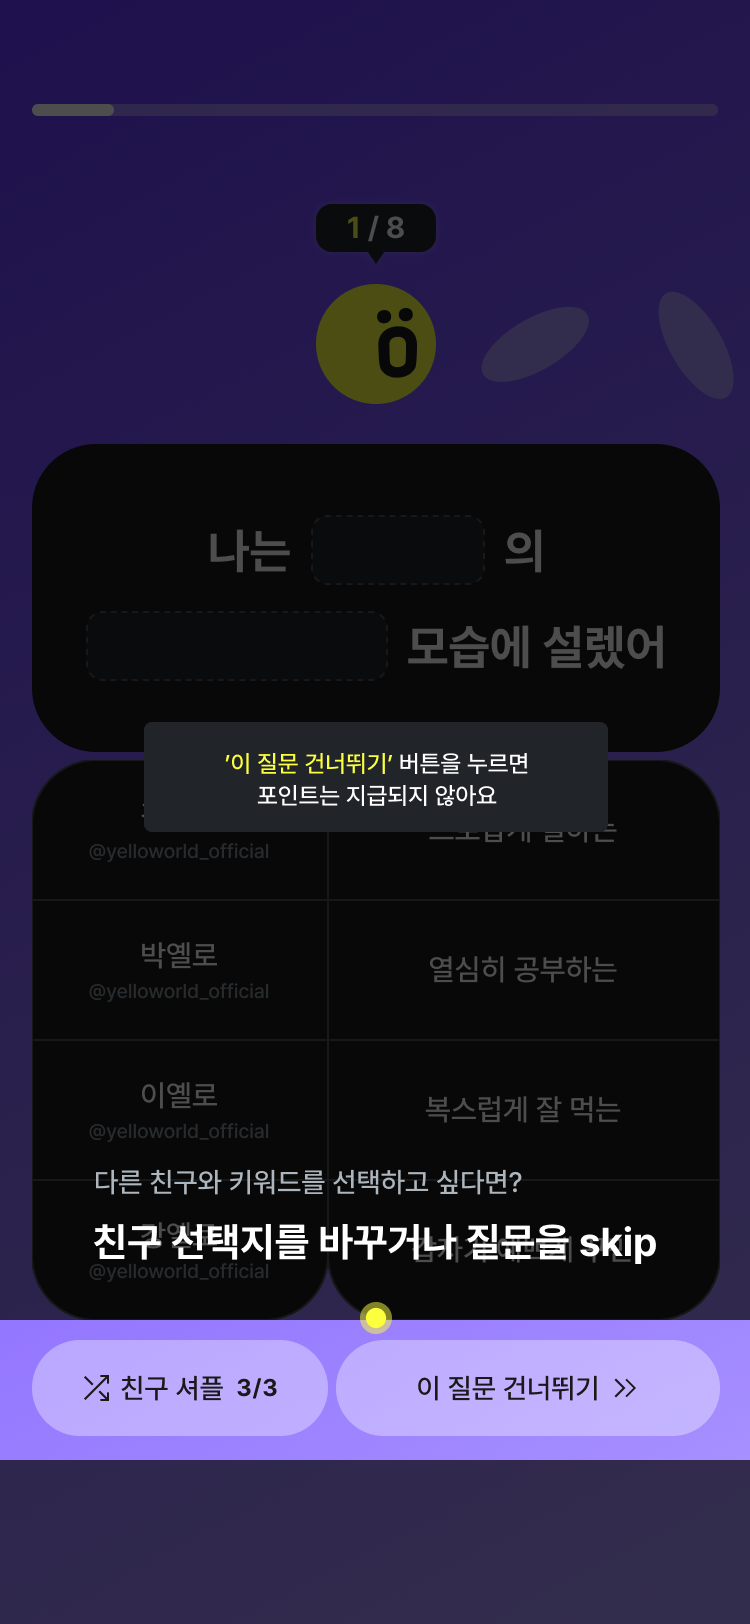 1 / 8
나는 의
모습에 설렜어
'이 질문 건너뛰기' 버튼을 누르면
포인트는 지급되지 않아요
@yelloworld_official
박옐로
@yelloworld_official
열심히 공부하는
이옐로
@yelloworld_official
복스럽게 잘 먹는
다른 친구와 키워드를 선택하고 싶다면?
친구 선택지를 바꾸거나 질문을 skip
@yelloworld_official
친구 셔플 3/3
이 질문 건너뛰기